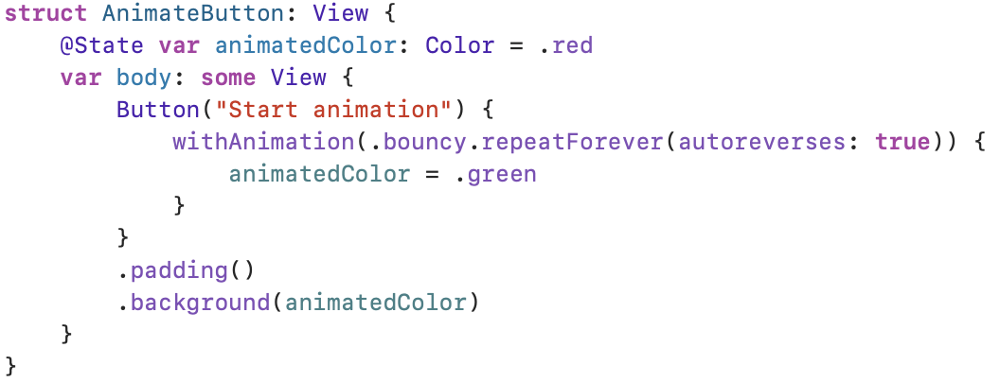 struct AnimateButton: View {
    @State var animatedColor: Color = .red
    var body: some View {
        Button("Start animation") {
            withAnimation(.bouncy.repeatForever(autoreverses: true)) {
                animatedColor = .green
            }
        }
        .padding()
        .background(animatedColor)
    }
}